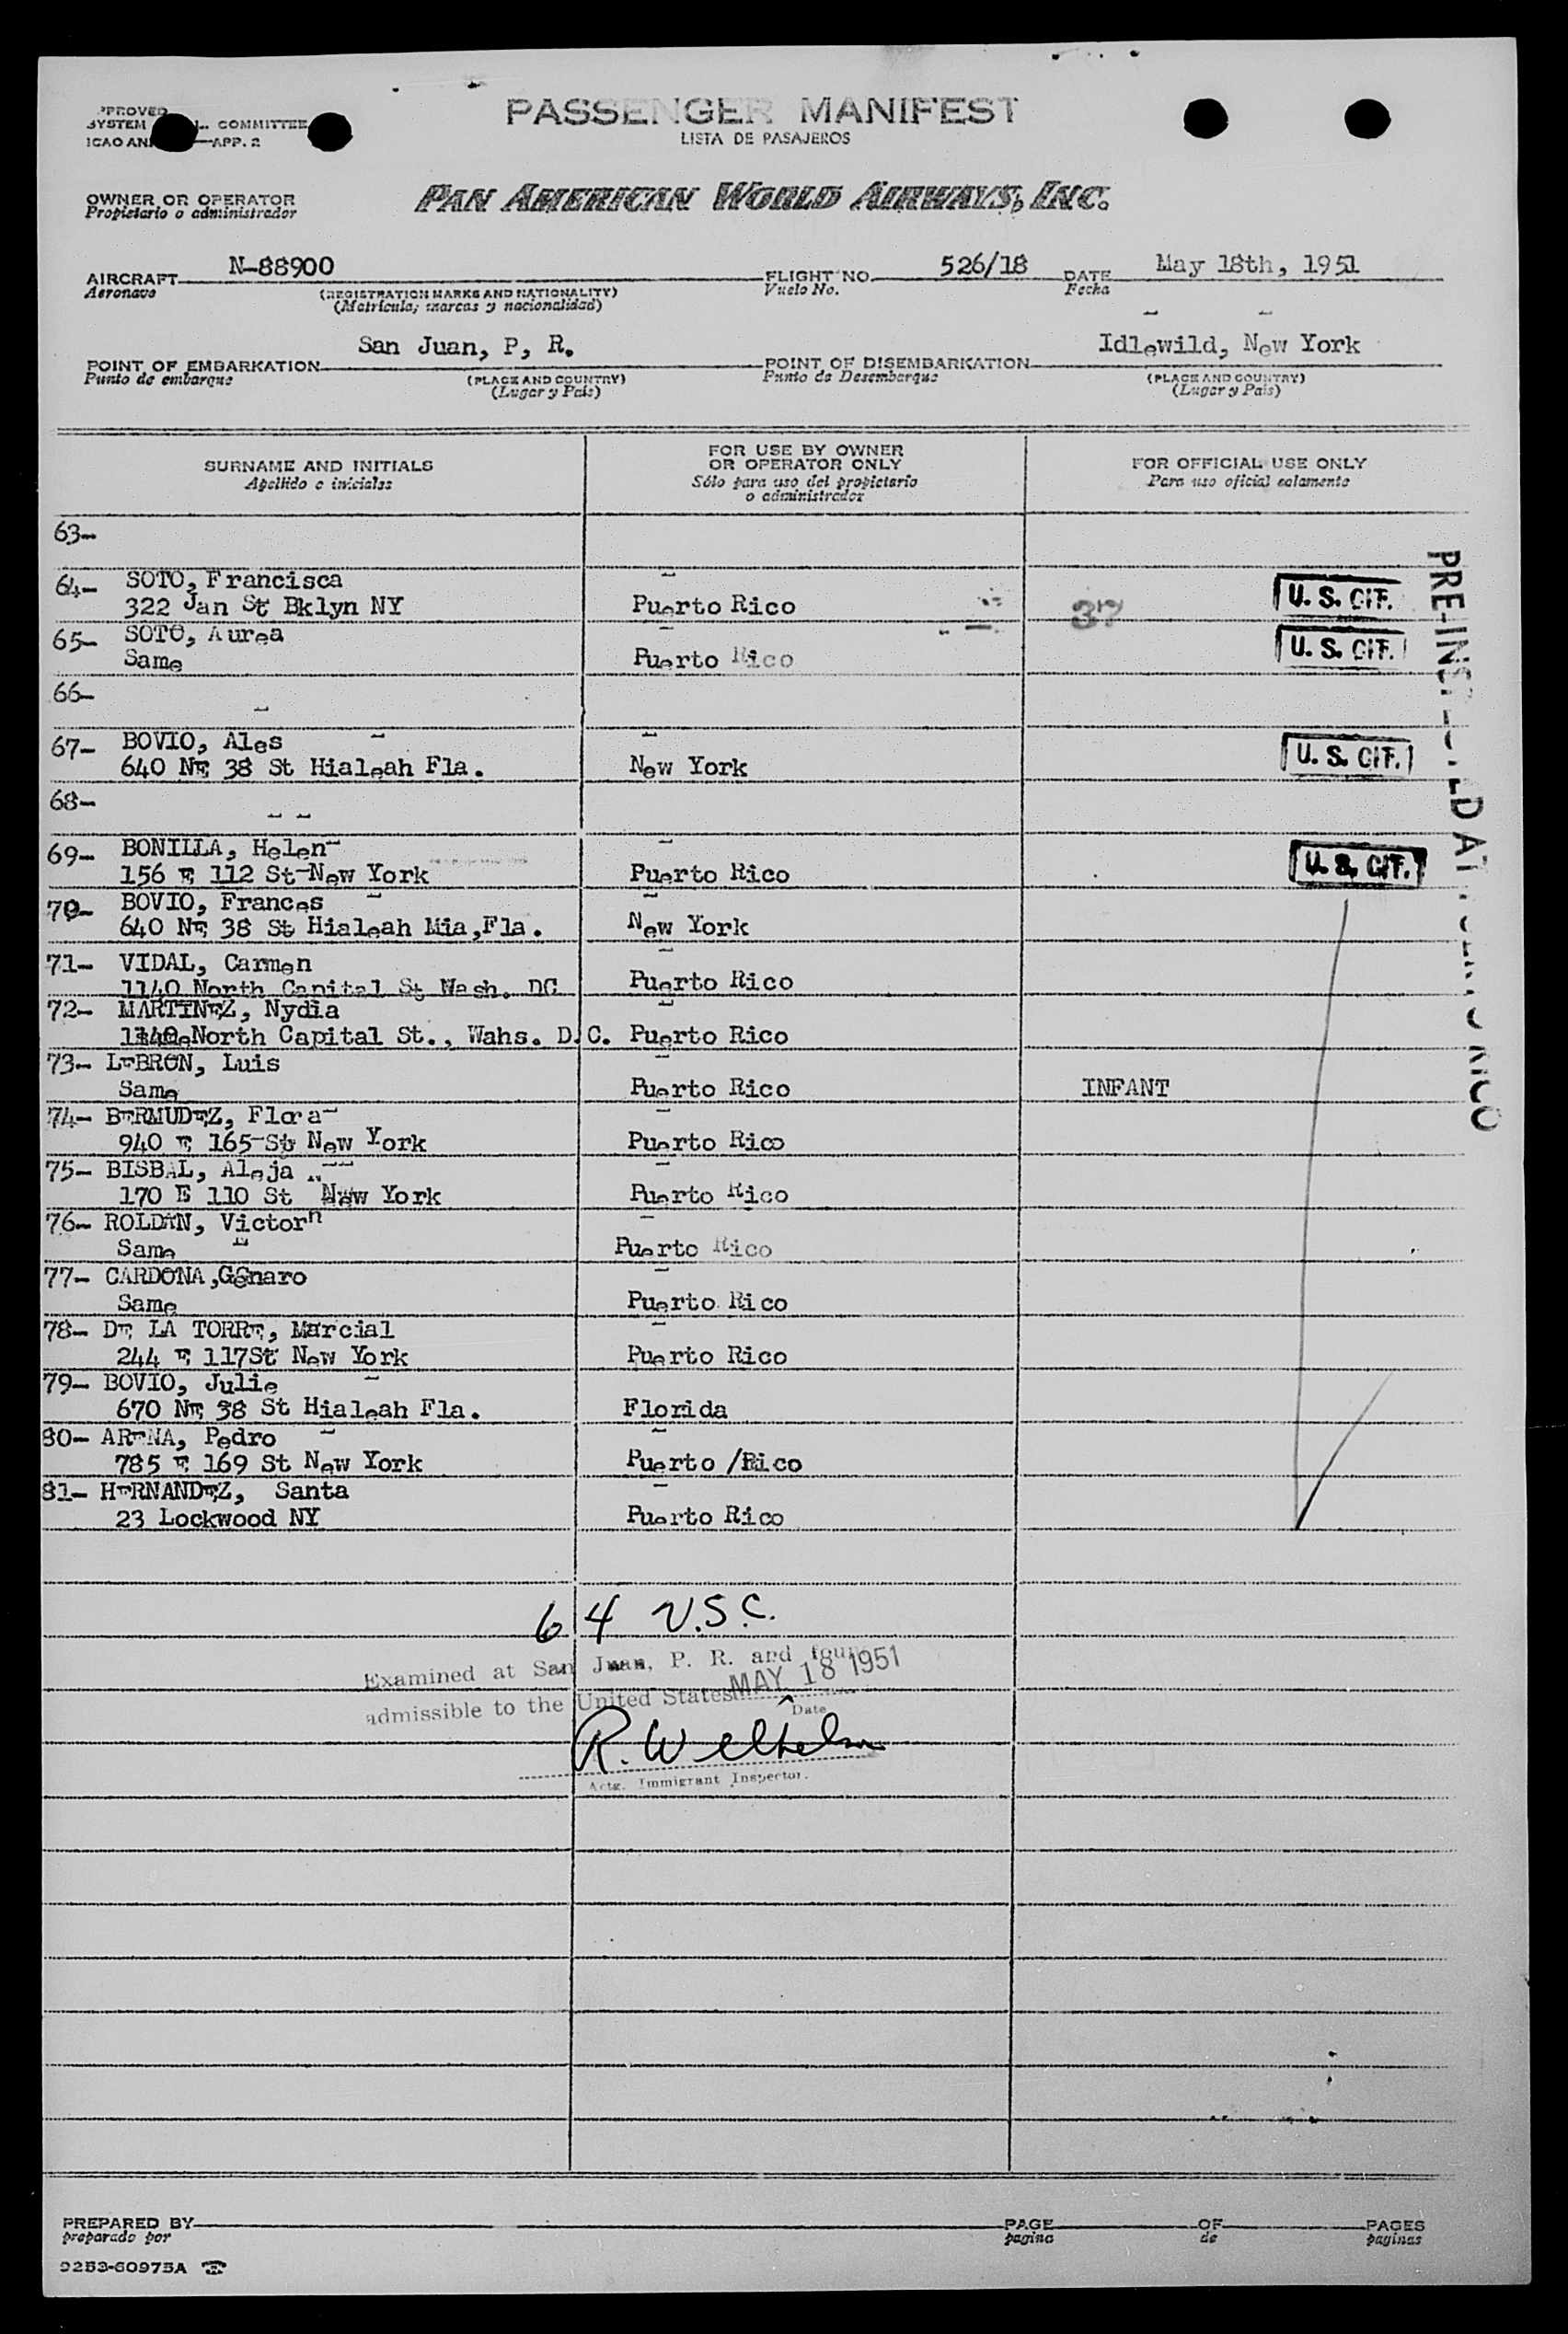 PPROVED
SYSTEM L. COMMITTEE
ICAO AN —APP. 2
PASSENGER MANIFEST
LISTA DE PASAJEROS
OWNER OR OPERATOR
Propietario o administrador
PAN AMERICAN WORLD AIRWAYS, INC.
AIRCRAFT N-88900 FLIGHT NO. 526/18 DATE May 18th, 1951
Aeronave (REGISTRATION MARKS AND NATIONALITY) Vuelo No. Fecha
(Matrícula; marcas y nacionalidad)
POINT OF EMBARKATION San Juan, P, R. POINT OF DISEMBARKATION Idlewild, New York
Punto de embarque (PLACE AND COUNTRY) Punto de Desembarque (PLACE AND COUNTRY)
(Lugar y País) (Lugar y País)
SURNAME AND INITIALS FOR USE BY OWNER OR OPERATOR ONLY FOR OFFICIAL USE ONLY
Apellido e iniciales Sólo para uso del propietario o administrador Para uso oficial solamente
63-
64- SOTO, Francisca
322 Jan St Bklyn NY Puerto Rico 37 U. S. CIT.
65- SOTO, Aurea
Same Puerto Rico U. S. CIT.
66-
67- BOVIO, Ales
640 NE 38 St Hialeah Fla. New York U. S. CIT.
68-
69- BONILLA, Helen
156 E 112 St New York Puerto Rico U. S. CIT.
70- BOVIO, Frances
640 NE 38 St Hialeah Mia,Fla. New York
71- VIDAL, Carmen
1140 North Capital St Wash. DC Puerto Rico
72- MARTINEZ, Nydia
1140 North Capital St., Wahs. D.C. Puerto Rico
73- LEBRON, Luis
Same Puerto Rico INFANT
74- BERMUDEZ, Flora
940 E 165 St New York Puerto Rico
75- BISBAL, Aleja
170 E 110 St New York Puerto Rico
76- ROLDAN, Victor
Same Puerto Rico
77- CARDONA,Genaro
Same Puerto Rico
78- DE LA TORRE, Marcial
244 E 117St New York Puerto Rico
79- BOVIO, Julie
670 NE 38 St Hialeah Fla. Florida
80- ARENA, Pedro
785 E 169 St New York Puerto /Rico
81- HERNANDEZ, Santa
23 Lockwood NY Puerto Rico
64 U.S.C.
Examined at San Juan, P. R. and found
admissible to the United States MAY 18 1951
Date
R. Wilhelm
Actg. Immigrant Inspector.
PREPARED BY PAGE OF PAGES
preparado por pagina de paginas
9253-60975A